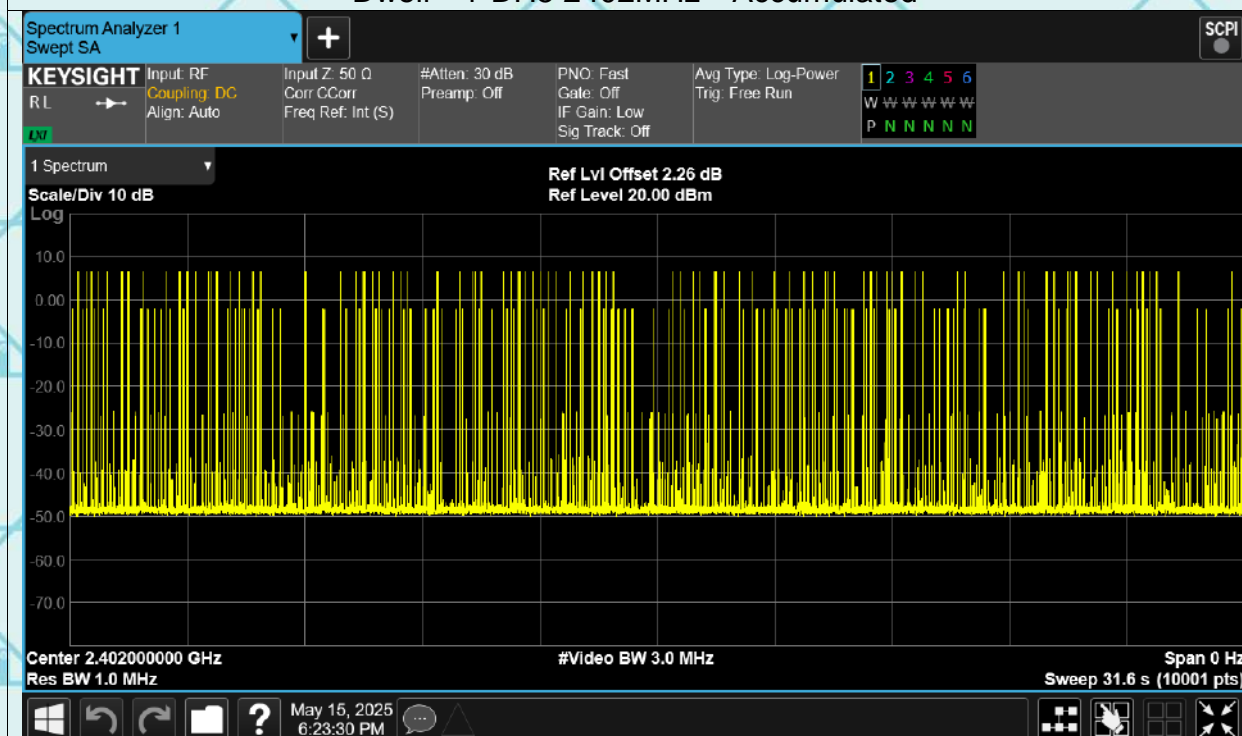 Spectrum Analyzer 1
Swept SA
+
SCPI
KEYSIGHT
RL
LXI
Input: RF
Coupling: DC
Align: Auto
Input Z: 50 Ω
Corr CCorr
Freq Ref: Int (S)
#Atten: 30 dB
Preamp: Off
PNO: Fast
Gate: Off
IF Gain: Low
Sig Track: Off
Avg Type: Log-Power
Trig: Free Run
1 2 3 4 5 6
W W W W W W
P N N N N N
1 Spectrum
Scale/Div 10 dB
Log
Ref Lvl Offset 2.26 dB
Ref Level 20.00 dBm
10.0
0.00
-10.0
-20.0
-30.0
-40.0
-50.0
-60.0
-70.0
Center 2.402000000 GHz
Res BW 1.0 MHz
#Video BW 3.0 MHz
Span 0 Hz
Sweep 31.6 s (10001 pts)
?
May 15, 2025
6:23:30 PM